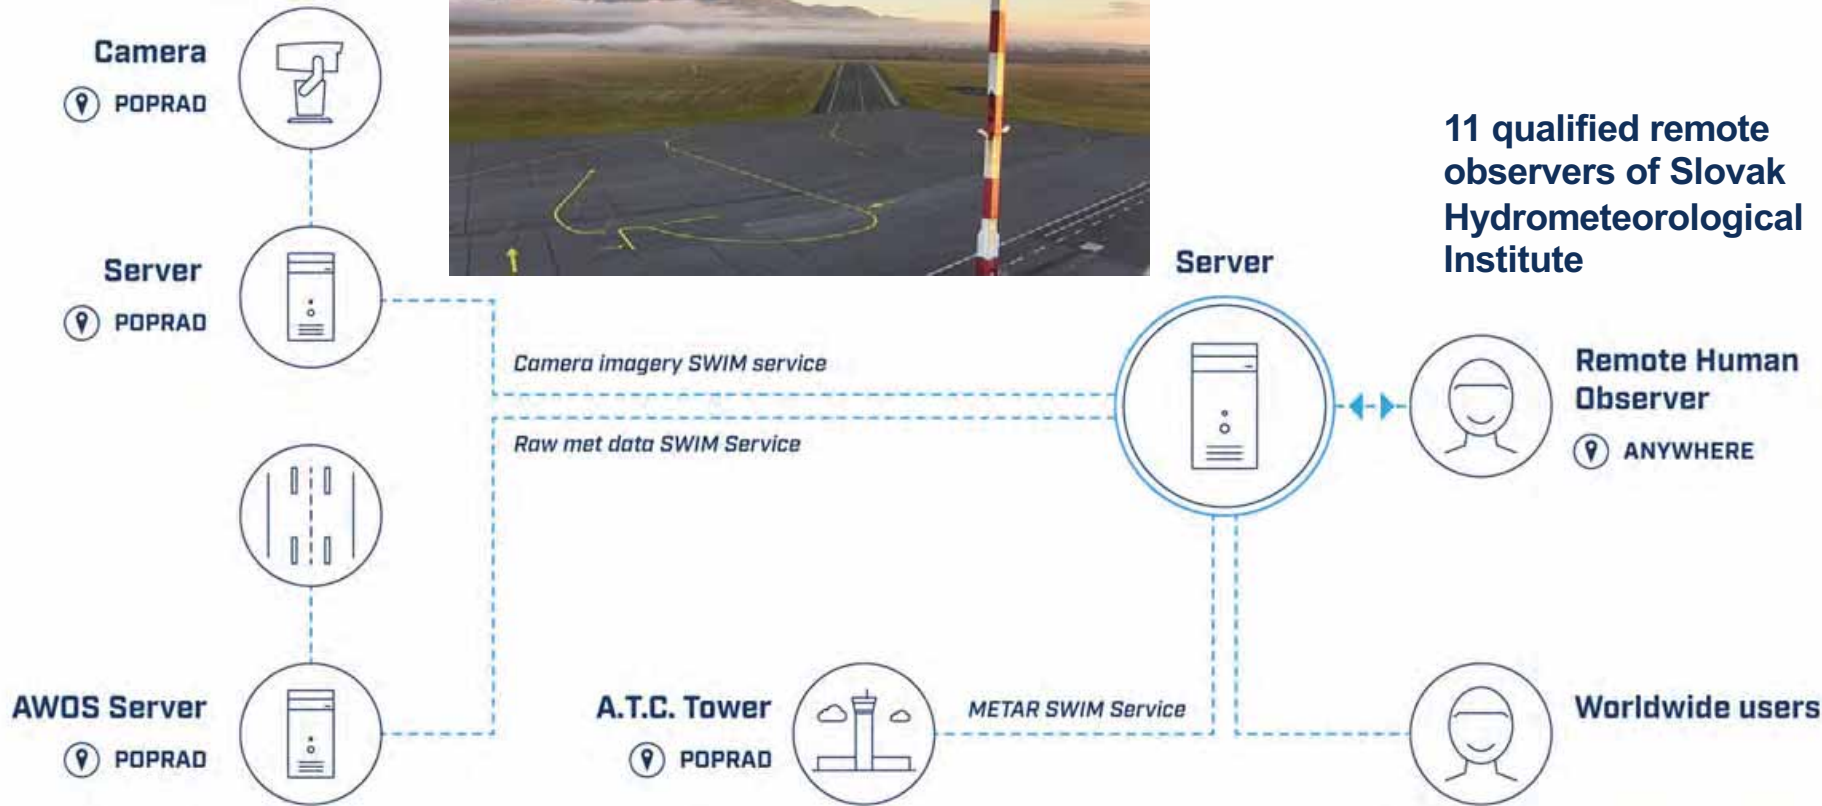 Camera
POPRAD
11 qualified remote
observers of Slovak
Hydrometeorological
Institute
Server
POPRAD
Server
Camera imagery SWIM service
Raw met data SWIM Service
Remote Human
Observer
ANYWHERE
AWOS Server
POPRAD
A.T.C. Tower
POPRAD
METAR SWIM Service
Worldwide users